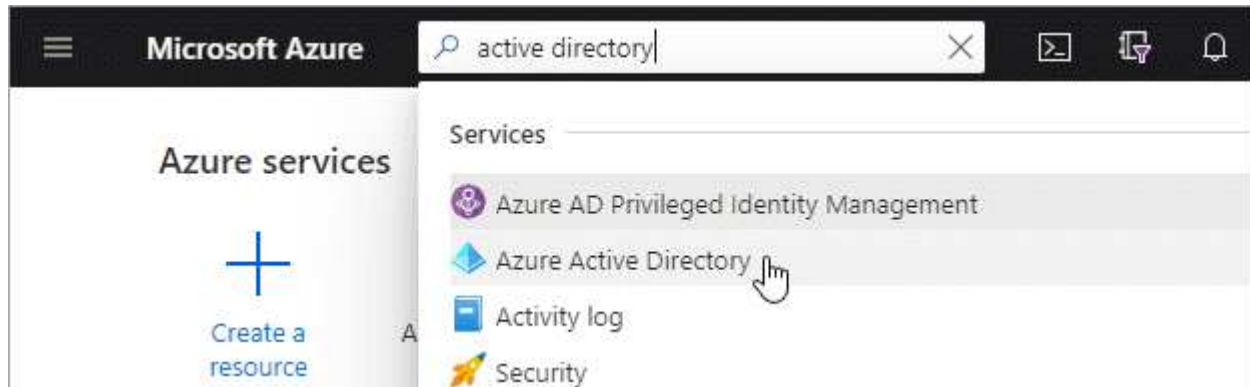 Microsoft Azure
active directory
Azure services
Create a
resource
A
Services
Azure AD Privileged Identity Management
Azure Active Directory
Activity log
Security